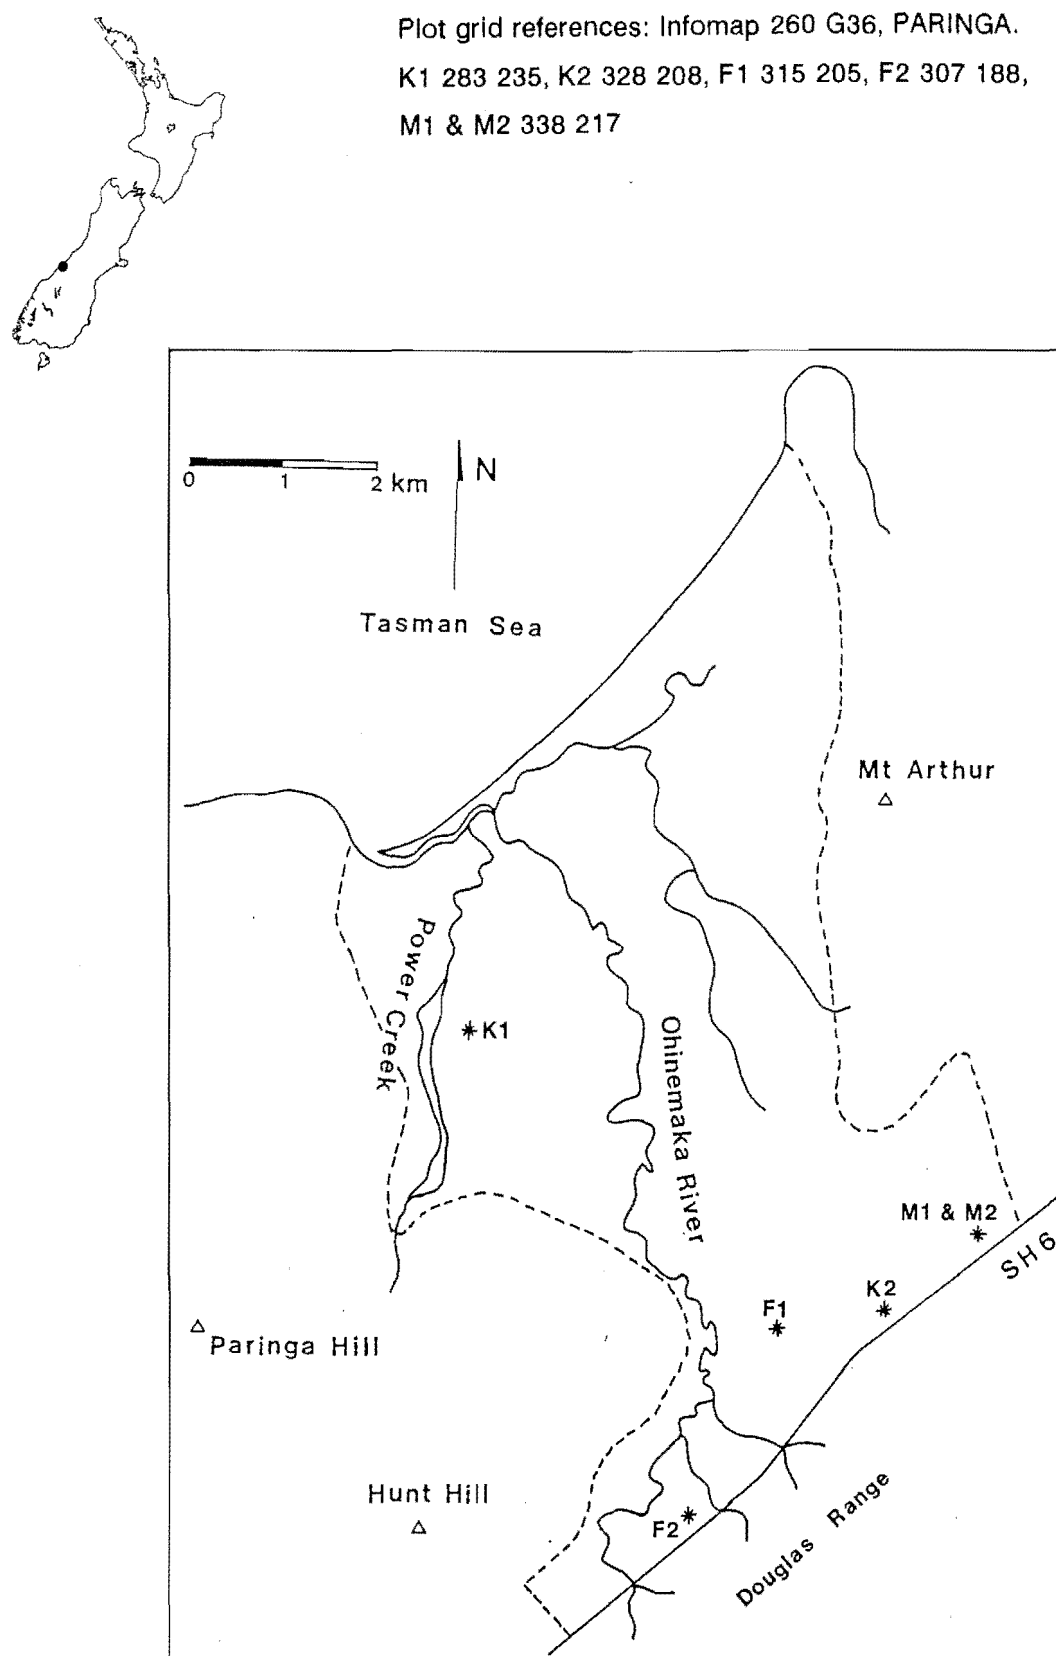 Plot grid references: Infomap 260 G36, PARINGA.
K1 283 235, K2 328 208, F1 315 205, F2 307 188,
M1 & M2 338 217
0 1 2 km
N
Tasman Sea
Mt Arthur
Power Creek
K1
Ohinemaka River
M1 & M2
SH 6
K2
F1
Paringa Hill
Hunt Hill
F2
Douglas Range